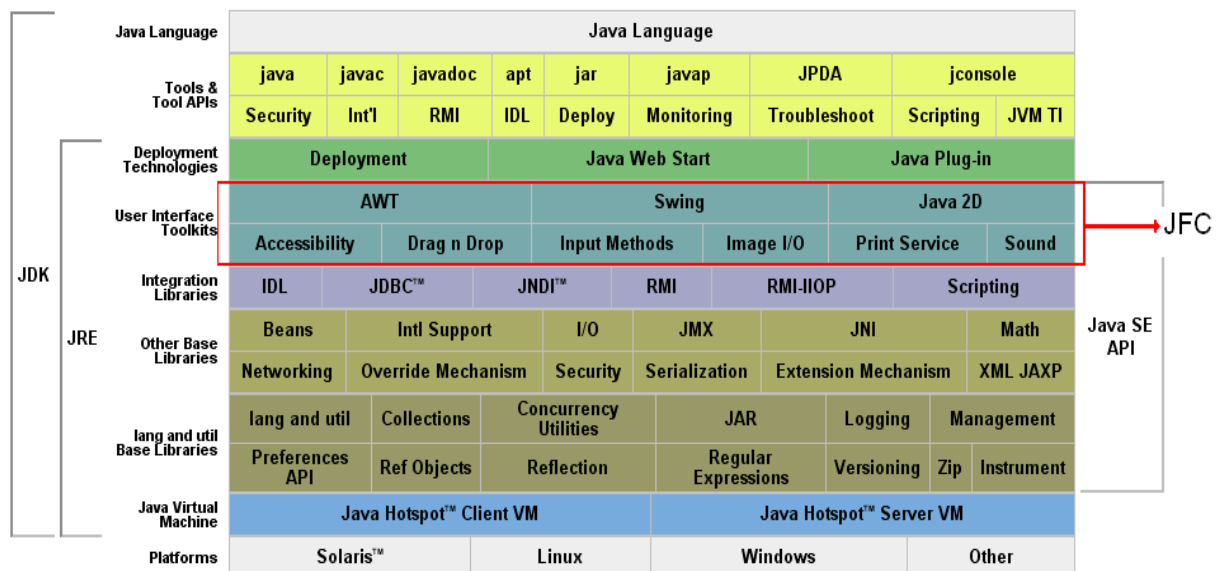 Java Language
Java Language
Tools &
Tool APIs
java javac javadoc apt jar javap JPDA jconsole
Security Int'l RMI IDL Deploy Monitoring Troubleshoot Scripting JVM TI
Deployment
Technologies
Deployment Java Web Start Java Plug-in
User Interface
Toolkits
AWT Swing Java 2D
Accessibility Drag n Drop Input Methods Image I/O Print Service Sound
JFC
JDK
Integration
Libraries
IDL JDBC™ JNDI™ RMI RMI-IIOP Scripting
JRE
Other Base
Libraries
Beans Intl Support I/O JMX JNI Math
Networking Override Mechanism Security Serialization Extension Mechanism XML JAXP
Java SE
API
lang and util
Base Libraries
lang and util Collections Concurrency
Utilities JAR Logging Management
Preferences
API Ref Objects Reflection Regular
Expressions Versioning Zip Instrument
Java Virtual
Machine
Java Hotspot™ Client VM Java Hotspot™ Server VM
Platforms
Solaris™ Linux Windows Other